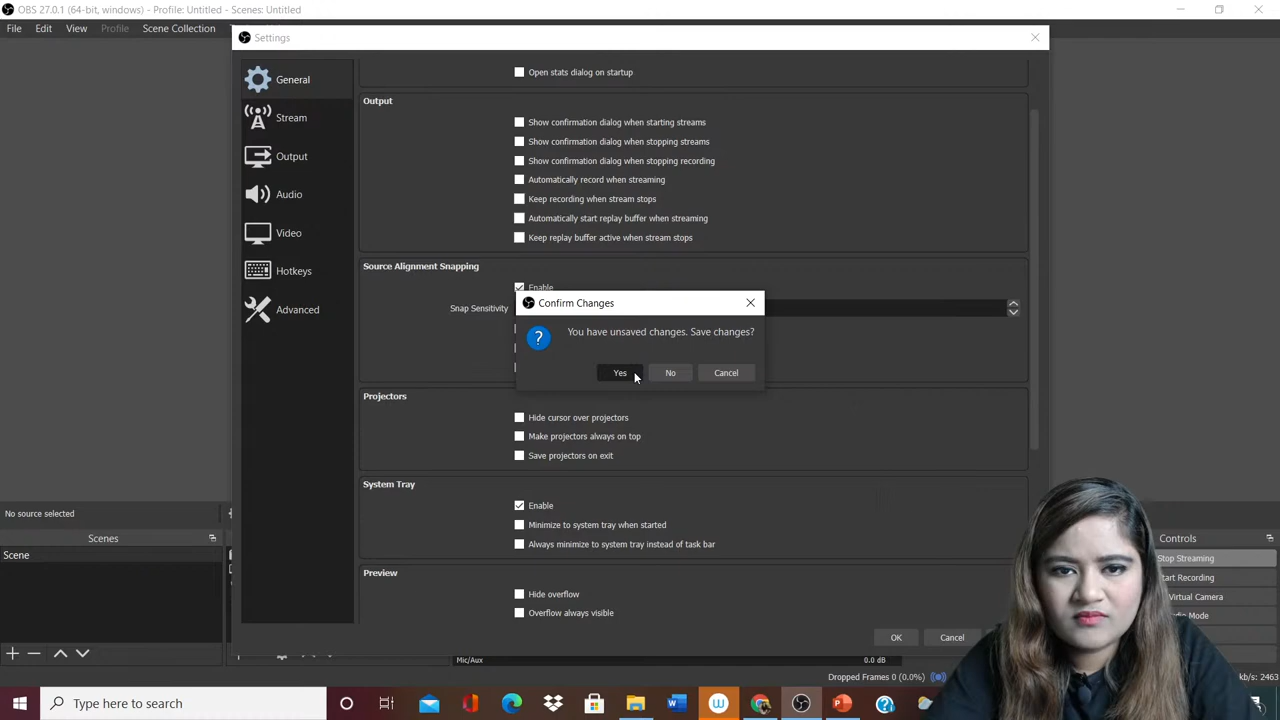 OBS 27.0.1 (64-bit, windows) - Profile: Untitled - Scenes: Untitled
File Edit View Profile Scene Collection
Settings
General
Stream
Output
Audio
Video
Hotkeys
Advanced
Open stats dialog on startup
Output
Show confirmation dialog when starting streams
Show confirmation dialog when stopping streams
Show confirmation dialog when stopping recording
Automatically record when streaming
Keep recording when stream stops
Automatically start replay buffer when streaming
Keep replay buffer active when stream stops
Source Alignment Snapping
Enable
Snap Sensitivity
Confirm Changes
You have unsaved changes. Save changes?
Yes No Cancel
Projectors
Hide cursor over projectors
Make projectors always on top
Save projectors on exit
System Tray
Enable
Minimize to system tray when started
Always minimize to system tray instead of task bar
Preview
Hide overflow
Overflow always visible
OK Cancel
No source selected
Scenes
Scene
Controls
Stop Streaming
Start Recording
Virtual Camera
Mode
Mic/Aux 0.0 dB
Dropped Frames 0 (0.0%)
kb/s: 2463
Type here to search